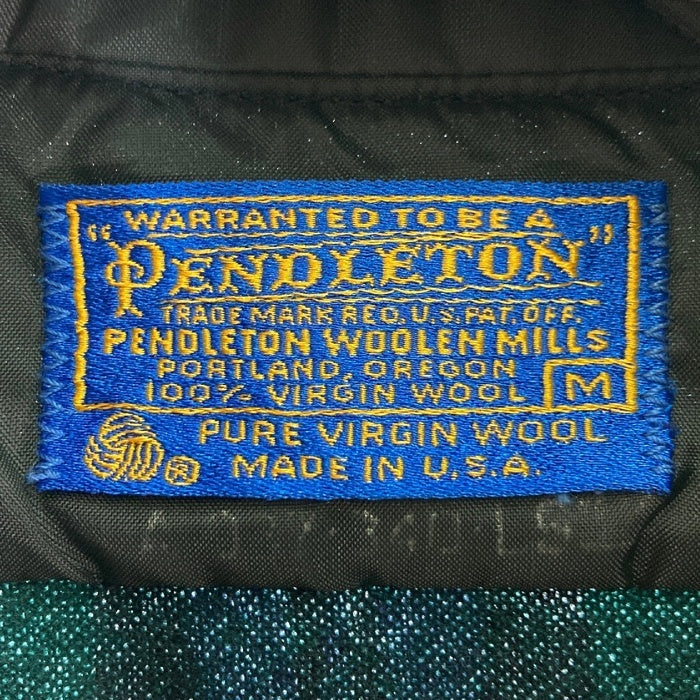 WARRANTED TO BE A
"PENDLETON"
TRADE MARK REG. U.S. PAT. OFF.
PENDLETON WOOLEN MILLS
PORTLAND, OREGON
100% VIRGIN WOOL M
PURE VIRGIN WOOL
R MADE IN U.S.A.